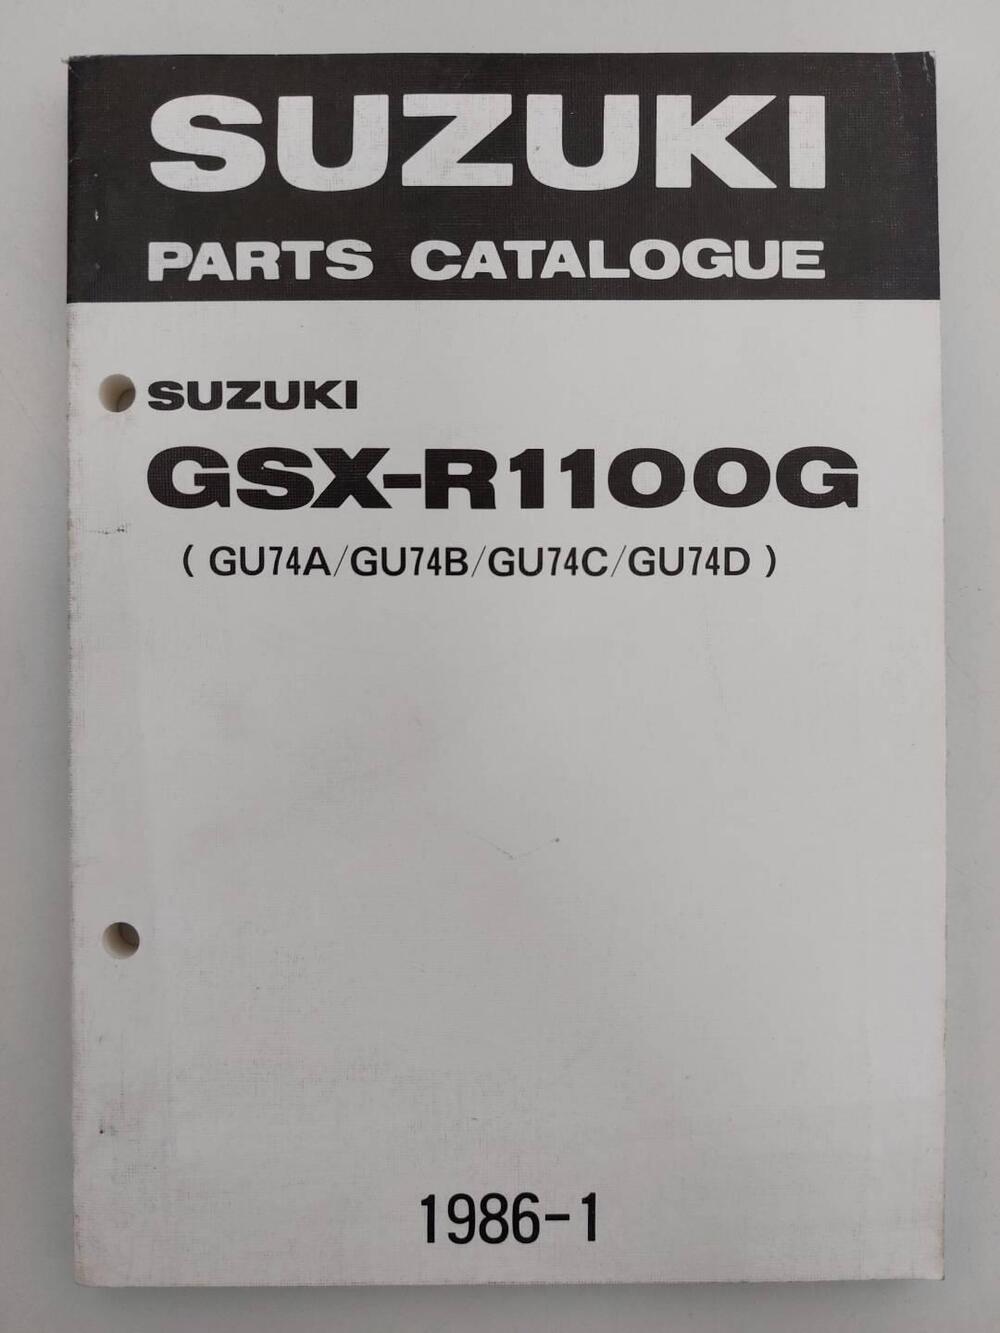 SUZUKI
PARTS CATALOGUE
SUZUKI
GSX-R1100G
( GU74A/GU74B/GU74C/GU74D )
1986-1